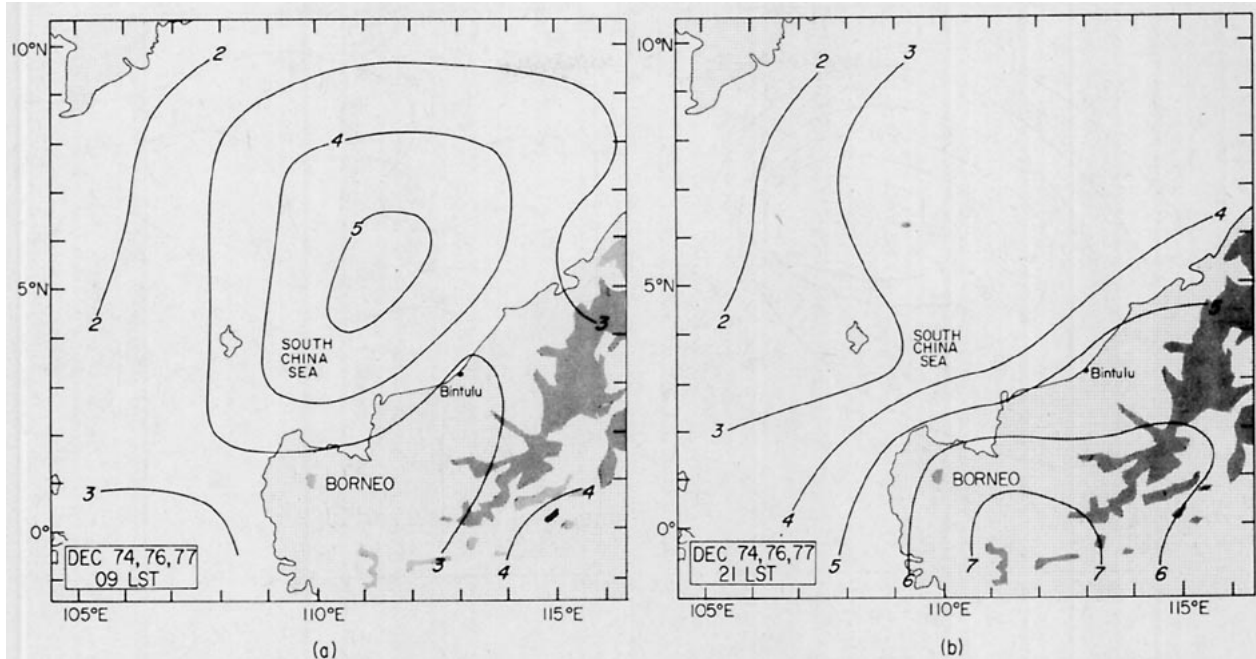 10°N
2
4
5
5°N
2
3
SOUTH
CHINA
SEA
Bintulu
3
BORNEO
4
0°N
DEC 74,76,77
09 LST
3
4
105°E
110°E
115°E
(a)
10°N
2
3
4
5°N
5
2
SOUTH
CHINA
SEA
Bintulu
3
BORNEO
4
0°N
DEC 74,76,77
21 LST
5
6
7
7
6
105°E
110°E
115°E
(b)